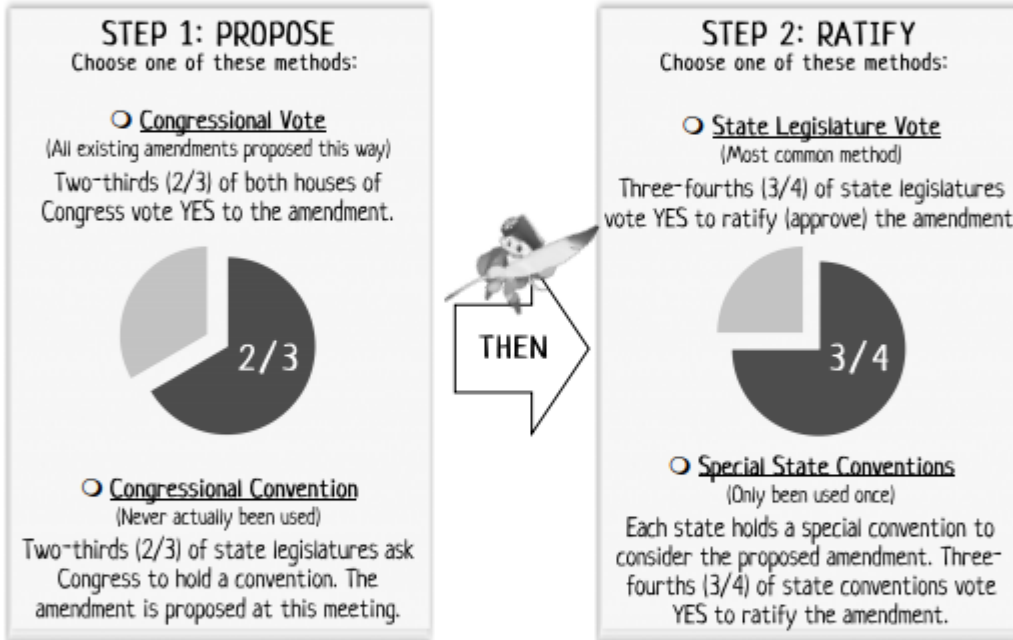 STEP 1: PROPOSE
Choose one of these methods:
❍ Congressional Vote
(All existing amendments proposed this way)
Two-thirds (2/3) of both houses of
Congress vote YES to the amendment.
2/3
❍ Congressional Convention
(Never actually been used)
Two-thirds (2/3) of state legislatures ask
Congress to hold a convention. The
amendment is proposed at this meeting.
THEN
STEP 2: RATIFY
Choose one of these methods:
❍ State Legislature Vote
(Most common method)
Three-fourths (3/4) of state legislatures
vote YES to ratify (approve) the amendment
3/4
❍ Special State Conventions
(Only been used once)
Each state holds a special convention to
consider the proposed amendment. Three-
fourths (3/4) of state conventions vote
YES to ratify the amendment.